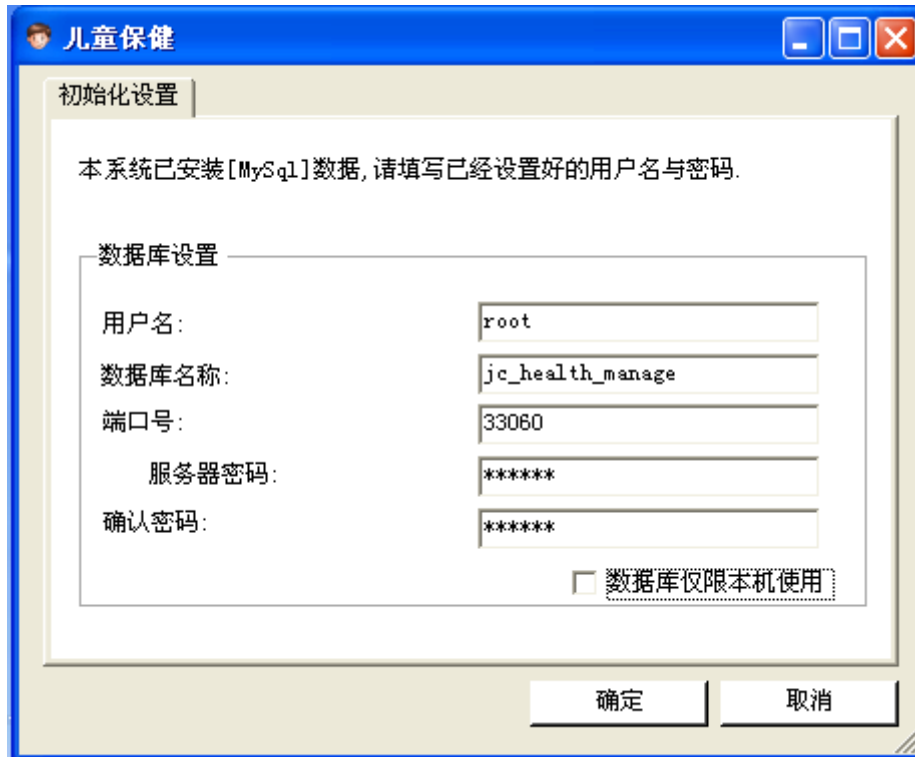 儿童保健
初始化设置
本系统已安装[MySql]数据,请填写已经设置好的用户名与密码.
数据库设置
用户名: root
数据库名称: jc_health_manage
端口号: 33060
服务器密码: ******
确认密码: ******
数据库仅限本机使用
确定 取消